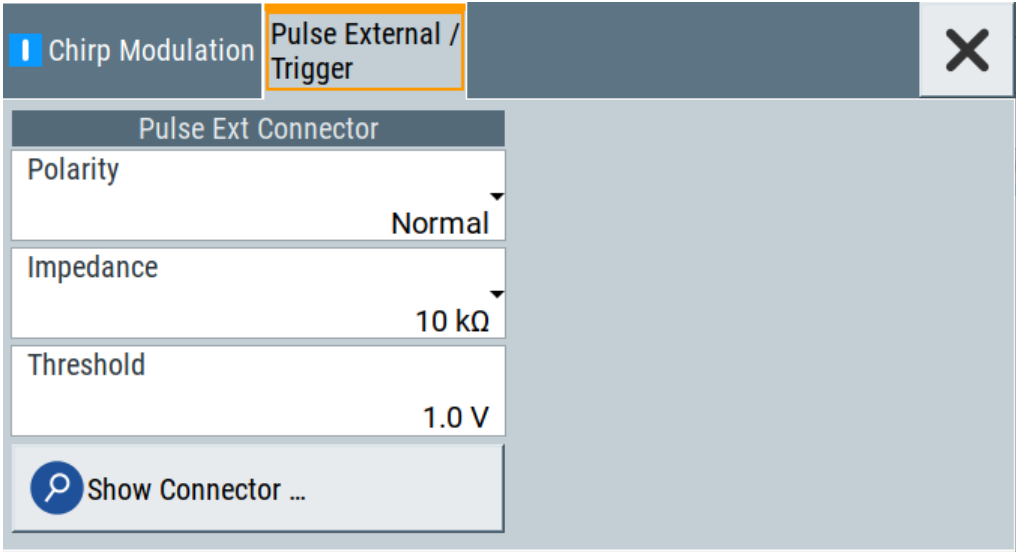 Chirp Modulation
Pulse External /
Trigger
Pulse Ext Connector
Polarity
Normal
Impedance
10 kΩ
Threshold
1.0 V
Show Connector ...